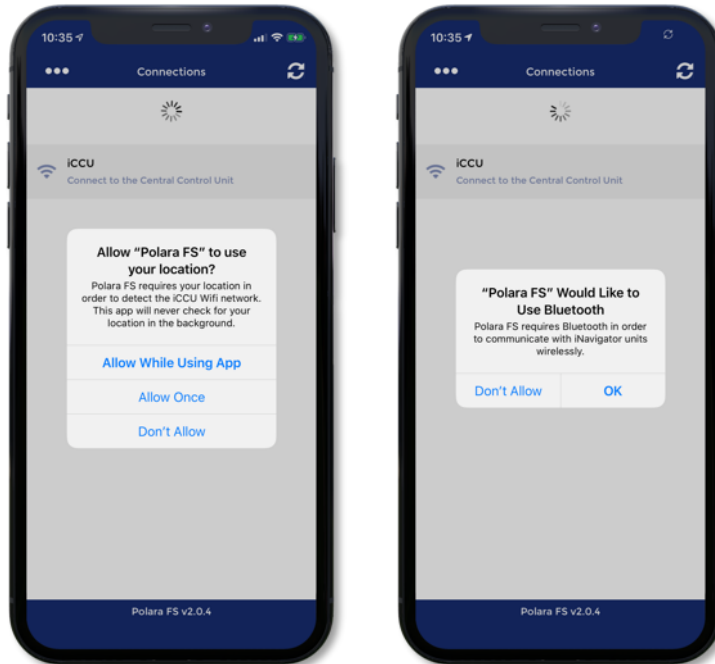 10:35
Connections
iCCU
Connect to the Central Control Unit
Allow “Polara FS” to use
your location?
Polara FS requires your location in
order to detect the iCCU Wifi network.
This app will never check for your
location in the background.
Allow While Using App
Allow Once
Don't Allow
Polara FS v2.0.4
10:35
Connections
iCCU
Connect to the Central Control Unit
“Polara FS” Would Like to
Use Bluetooth
Polara FS requires Bluetooth in order
to communicate with iNavigator units
wirelessly.
Don't Allow OK
Polara FS v2.0.4